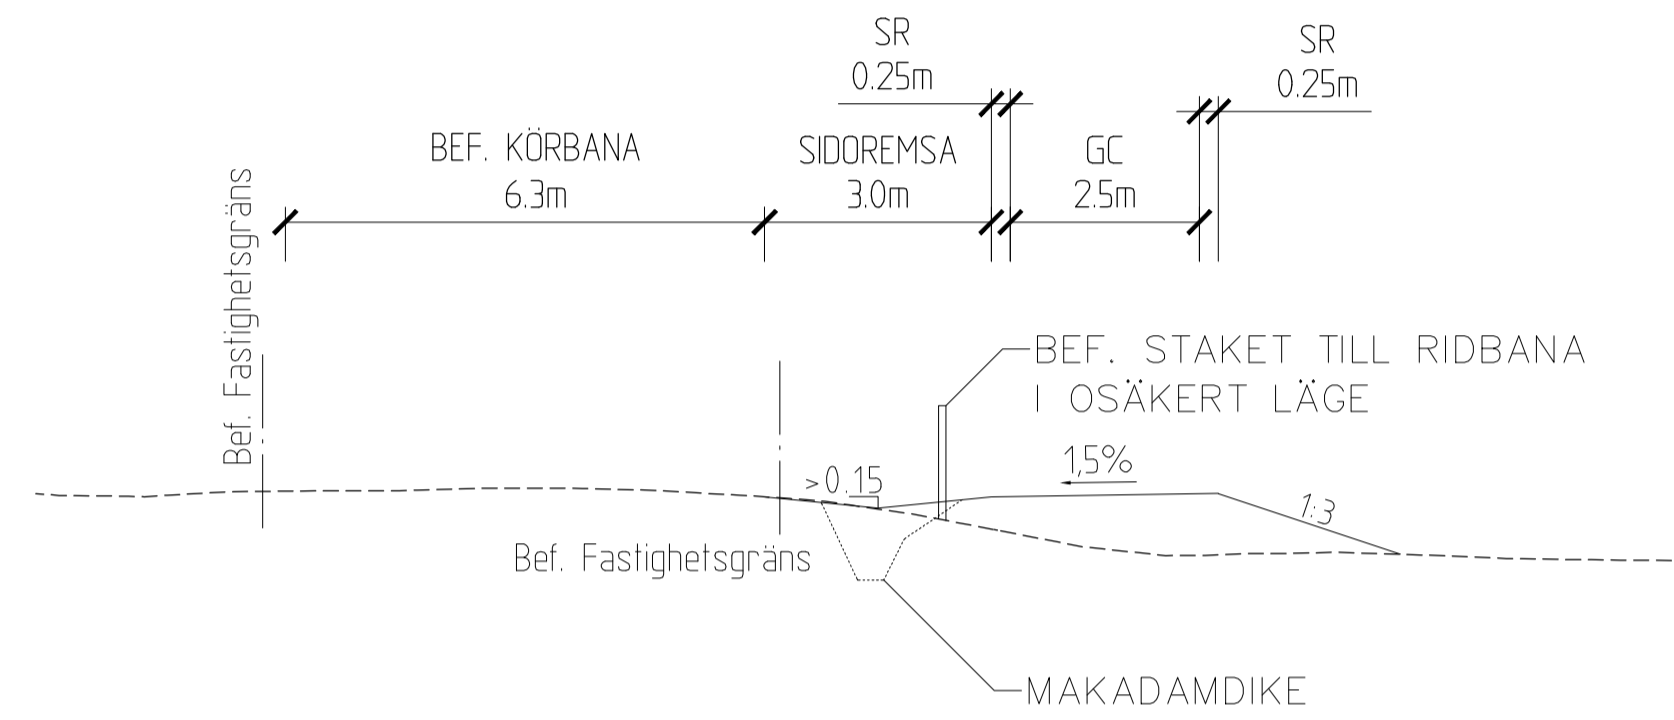 SR
0.25m
SR
0.25m
BEF. KÖRBANA
6.3m
SIDOREMSA
3.0m
GC
2.5m
Bef. Fastighetsgräns
BEF. STAKET TILL RIDBANA
I OSÄKERT LÄGE
1,5%
>0.15
1:3
Bef. Fastighetsgräns
MAKADAMDIKE